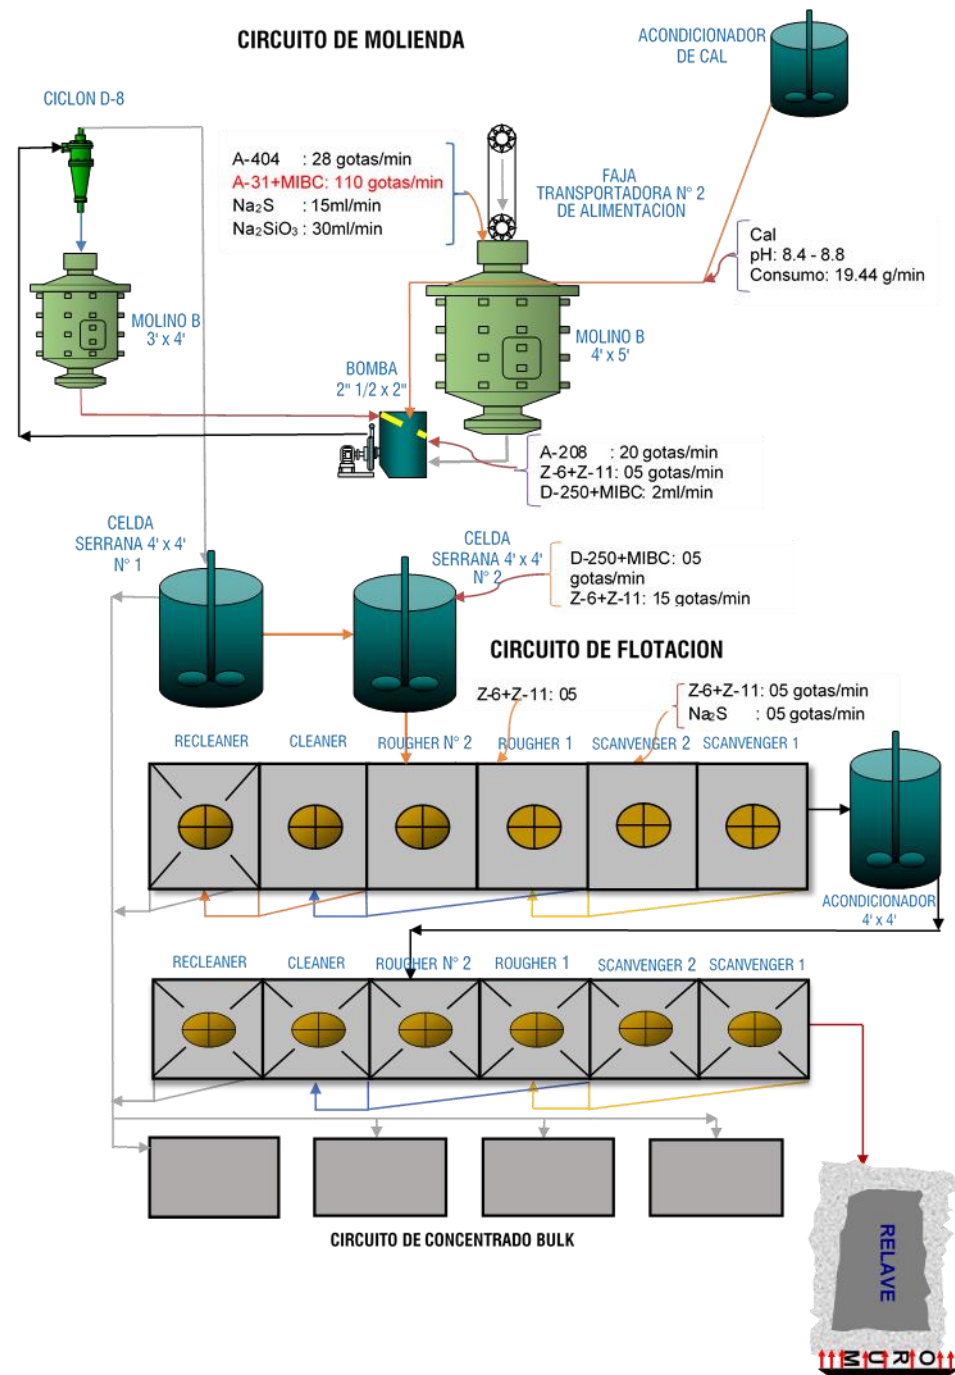 CIRCUITO DE MOLIENDA
ACONDICIONADOR
DE CAL
CICLON D-8
A-404 : 28 gotas/min
A-31+MIBC: 110 gotas/min
Na₂S : 15ml/min
Na₂SiO₃ : 30ml/min
FAJA
TRANSPORTADORA N° 2
DE ALIMENTACION
Cal
pH: 8.4 - 8.8
Consumo: 19.44 g/min
MOLINO B
3' x 4'
MOLINO B
4' x 5'
BOMBA
2" 1/2 x 2"
A-208 : 20 gotas/min
Z-6+Z-11: 05 gotas/min
D-250+MIBC: 2ml/min
CELDA
SERRANA 4' x 4'
N° 1
CELDA
SERRANA 4' x 4'
N° 2
D-250+MIBC: 05
gotas/min
Z-6+Z-11: 15 gotas/min
CIRCUITO DE FLOTACION
Z-6+Z-11: 05
Z-6+Z-11: 05 gotas/min
Na₂S : 05 gotas/min
RECLEANER CLEANER ROUGHER N° 2 ROUGHER 1 SCANVENGER 2 SCANVENGER 1
ACONDICIONADOR
4' x 4'
RECLEANER CLEANER ROUGHER N° 2 ROUGHER 1 SCANVENGER 2 SCANVENGER 1
CIRCUITO DE CONCENTRADO BULK
RELAVE
MURO